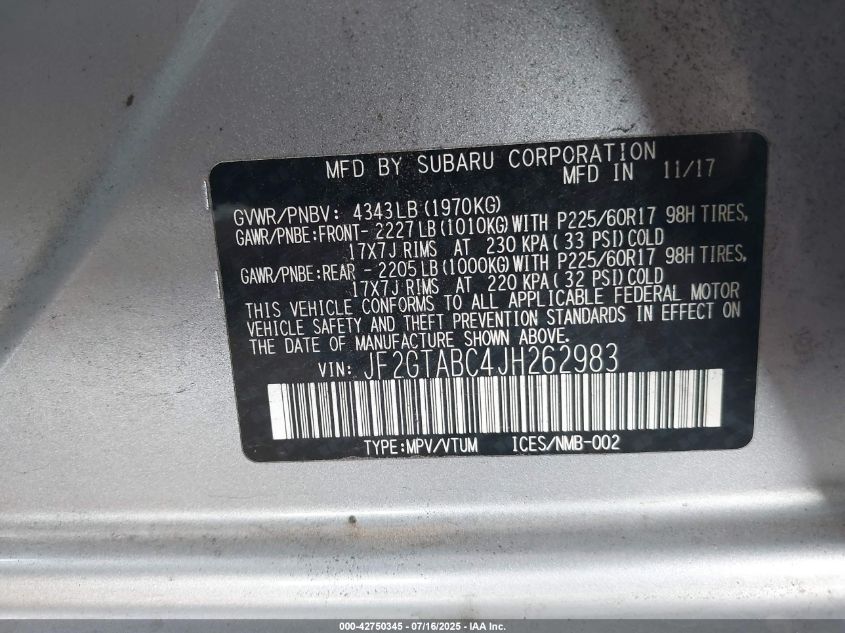 MFD BY SUBARU CORPORATION
MFD IN 11/17
GVWR/PNBV: 4343LB(1970KG)
GAWR/PNBE:FRONT- 2227LB(1010KG)WITH P225/60R17 98H TIRES,
17X7J RIMS AT 230 KPA(33 PSI)COLD
GAWR/PNBE:REAR - 2205LB(1000KG)WITH P225/60R17 98H TIRES,
17X7J RIMS AT 220 KPA(32 PSI)COLD
THIS VEHICLE CONFORMS TO ALL APPLICABLE FEDERAL MOTOR
VEHICLE SAFETY AND THEFT PREVENTION STANDARDS IN EFFECT ON
THE DATE OF MANUFACTURE SHOWN ABOVE.
VIN: JF2GTABC4JH262983
TYPE:MPV/VTUM ICES/NMB-002
000-42750345 - 07/16/2025 - IAA Inc.